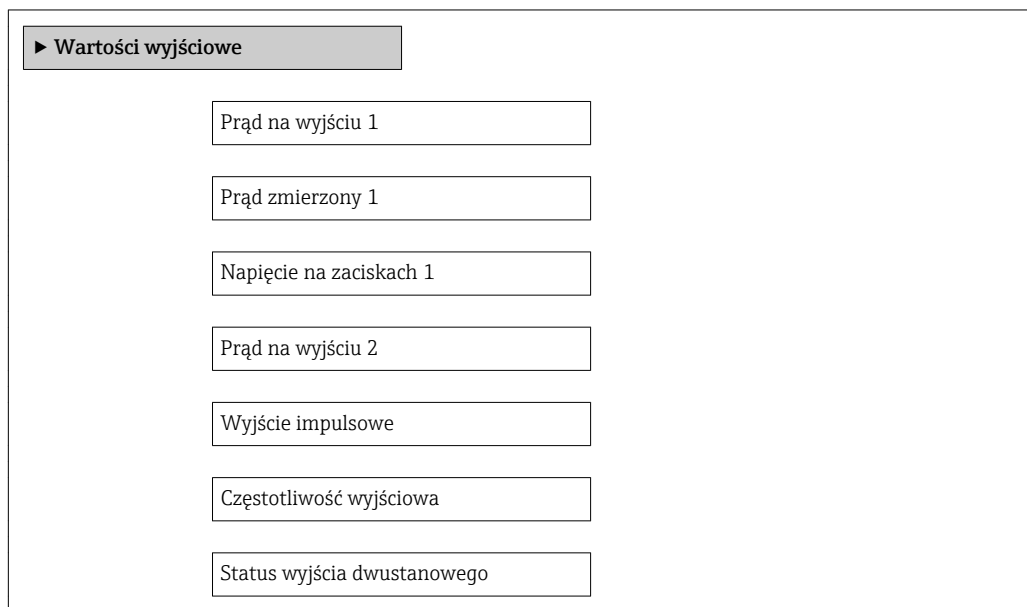 ► Wartości wyjściowe
Prąd na wyjściu 1
Prąd zmierzony 1
Napięcie na zaciskach 1
Prąd na wyjściu 2
Wyjście impulsowe
Częstotliwość wyjściowa
Status wyjścia dwustanowego